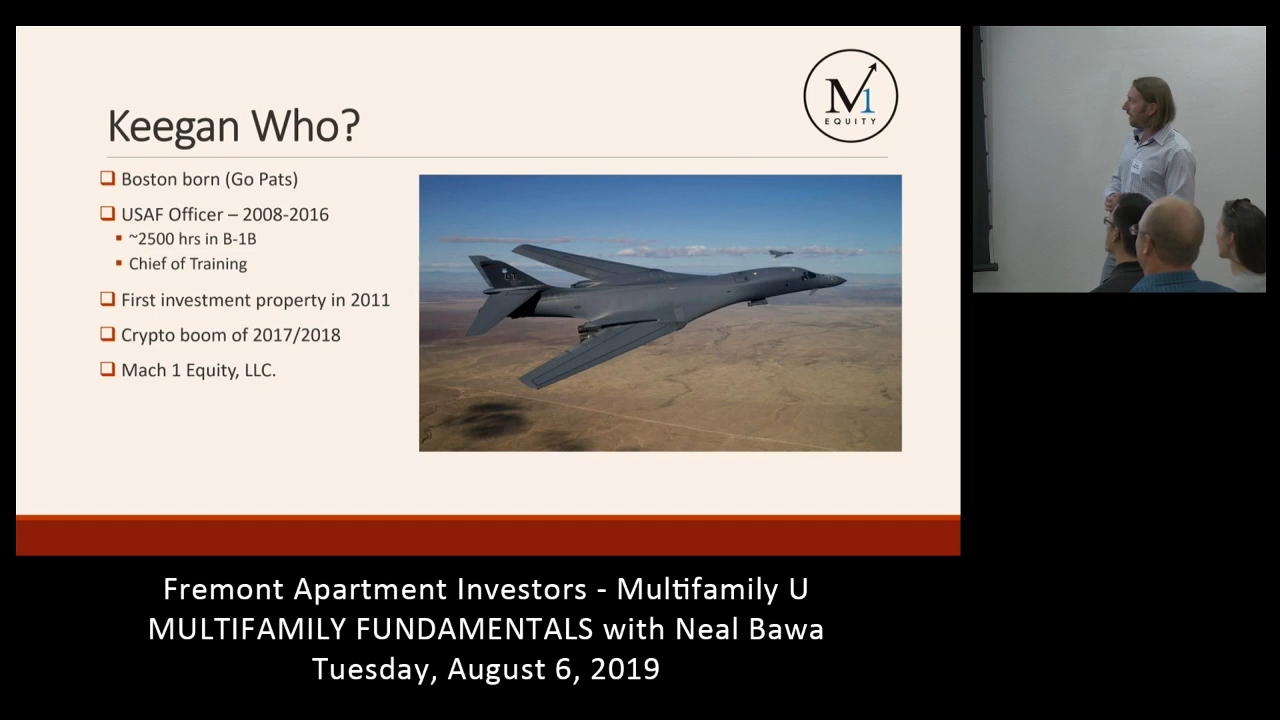 M1
EQUITY
Keegan Who?
Boston born (Go Pats)
USAF Officer – 2008-2016
~2500 hrs in B-1B
Chief of Training
First investment property in 2011
Crypto boom of 2017/2018
Mach 1 Equity, LLC.
Fremont Apartment Investors - Multifamily U
MULTIFAMILY FUNDAMENTALS with Neal Bawa
Tuesday, August 6, 2019